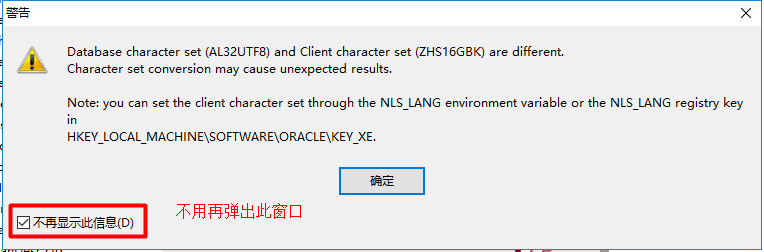 警告
Database character set (AL32UTF8) and Client character set (ZHS16GBK) are different.
Character set conversion may cause unexpected results.
Note: you can set the client character set through the NLS_LANG environment variable or the NLS_LANG registry key
in
HKEY_LOCAL_MACHINE\SOFTWARE\ORACLE\KEY_XE.
确定
不再显示此信息(D)
不用再弹出此窗口